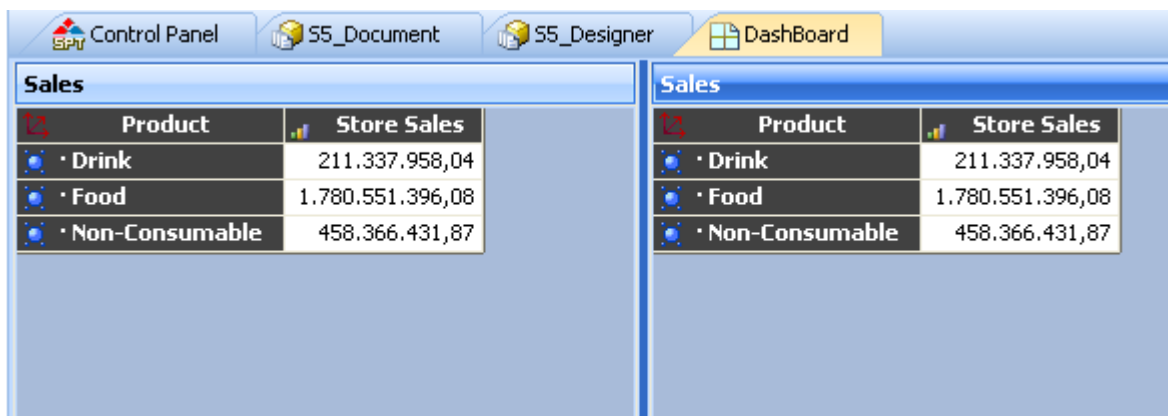 SPT Control Panel S5_Document S5_Designer DashBoard
Sales
Product Store Sales
· Drink 211.337.958,04
· Food 1.780.551.396,08
· Non-Consumable 458.366.431,87
Sales
Product Store Sales
· Drink 211.337.958,04
· Food 1.780.551.396,08
· Non-Consumable 458.366.431,87